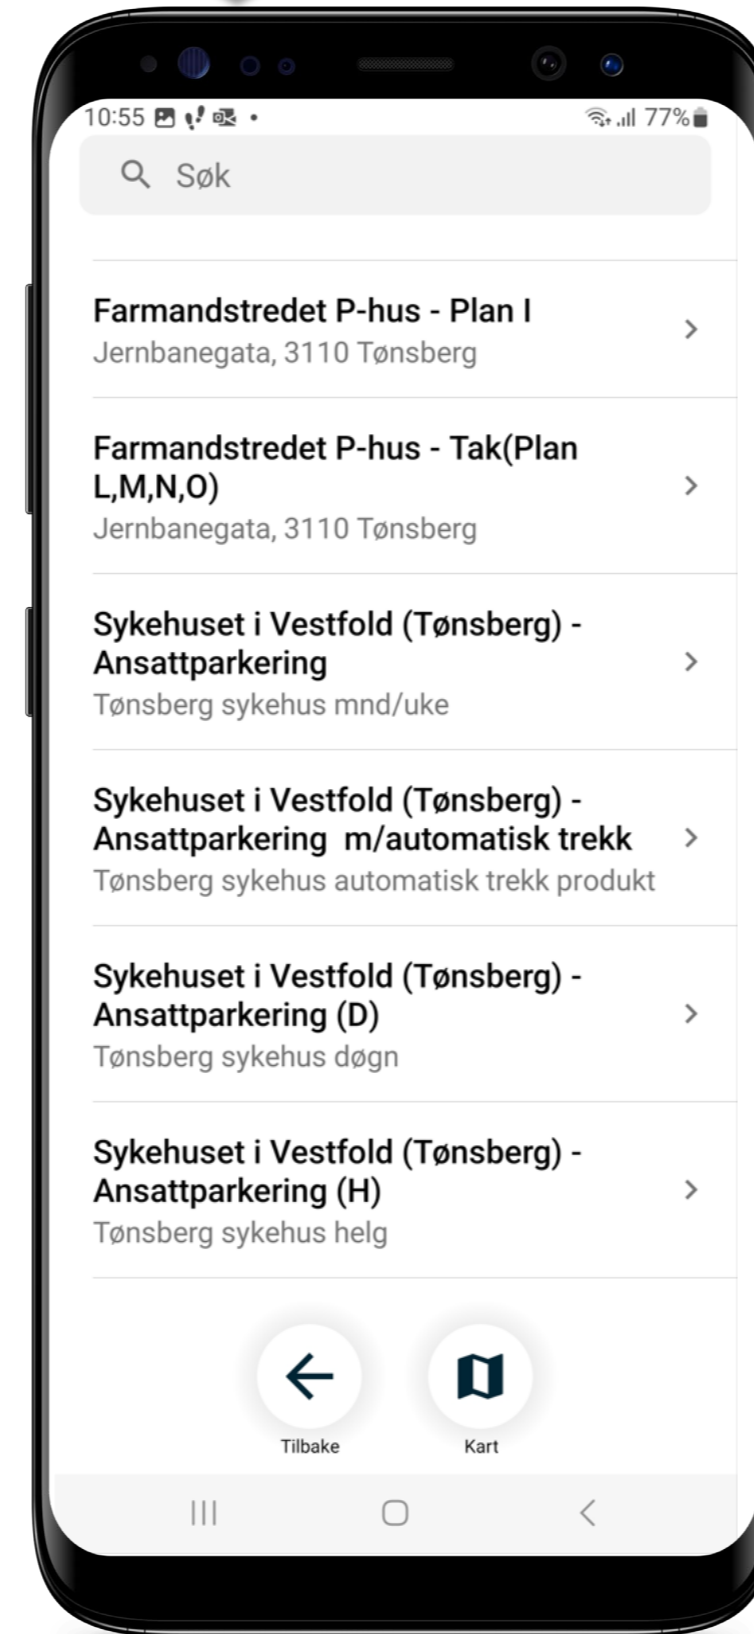 10:55
77%
Søk
Farmandstredet P-hus - Plan I
Jernbanegata, 3110 Tønsberg
Farmandstredet P-hus - Tak(Plan
L,M,N,O)
Jernbanegata, 3110 Tønsberg
Sykehuset i Vestfold (Tønsberg) -
Ansattparkering
Tønsberg sykehus mnd/uke
Sykehuset i Vestfold (Tønsberg) -
Ansattparkering  m/automatisk trekk
Tønsberg sykehus automatisk trekk produkt
Sykehuset i Vestfold (Tønsberg) -
Ansattparkering (D)
Tønsberg sykehus døgn
Sykehuset i Vestfold (Tønsberg) -
Ansattparkering (H)
Tønsberg sykehus helg
Tilbake
Kart